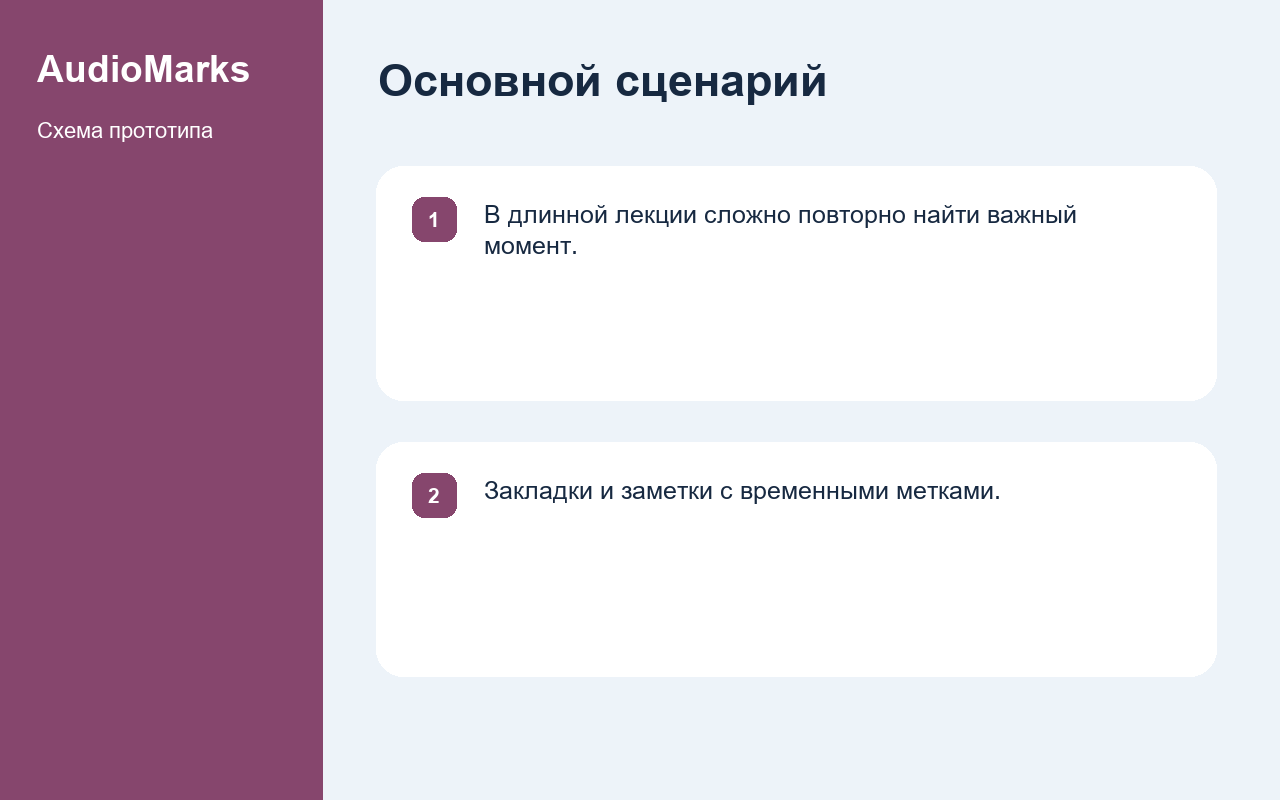 AudioMarks
Схема прототипа
Основной сценарий
1
В длинной лекции сложно повторно найти важный
момент.
2
Закладки и заметки с временными метками.